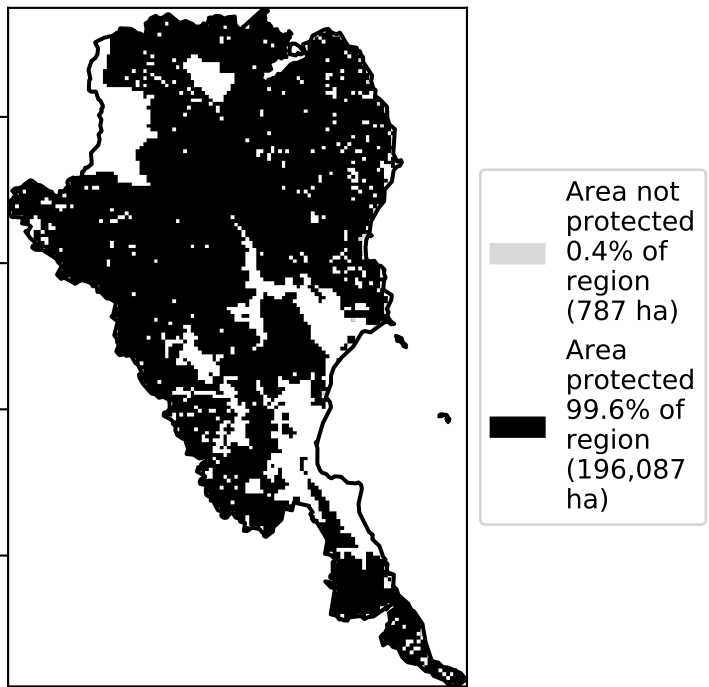 Area not
protected
0.4% of
region
(787 ha)
Area
protected
99.6% of
region
(196,087
ha)